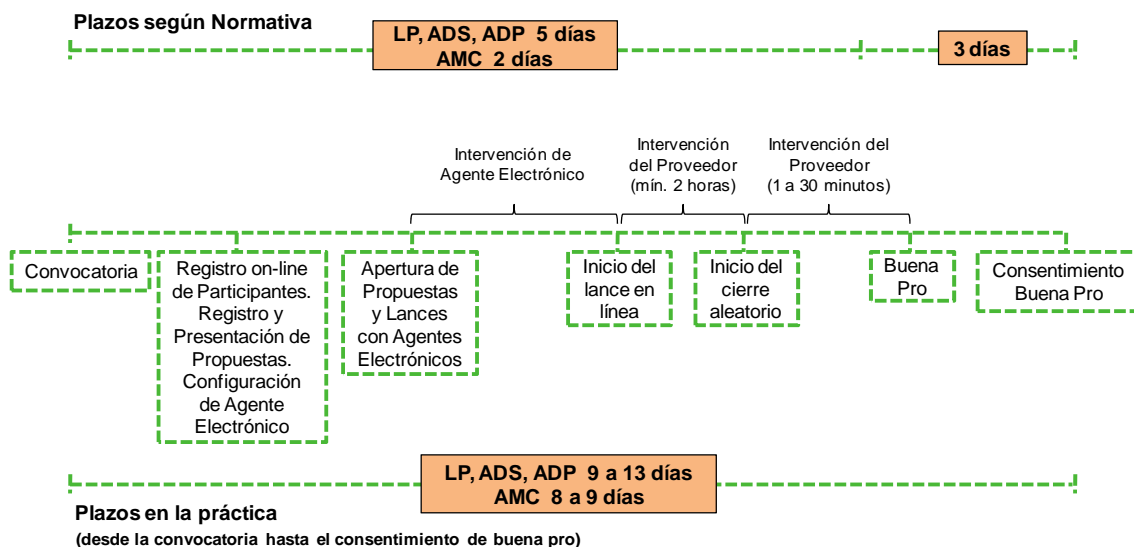 Plazos según Normativa
LP, ADS, ADP 5 días
AMC 2 días
3 días
Intervención de
Agente Electrónico
Intervención
del Proveedor
(mín. 2 horas)
Intervención del
Proveedor
(1 a 30 minutos)
Convocatoria
Registro on-line
de Participantes.
Registro y
Presentación de
Propuestas.
Configuración
de Agente
Electrónico
Apertura de
Propuestas
y Lances
con Agentes
Electrónicos
Inicio del
lance en
línea
Inicio del
cierre
aleatorio
Buena
Pro
Consentimiento
Buena Pro
LP, ADS, ADP 9 a 13 días
AMC 8 a 9 días
Plazos en la práctica
(desde la convocatoria hasta el consentimiento de buena pro)